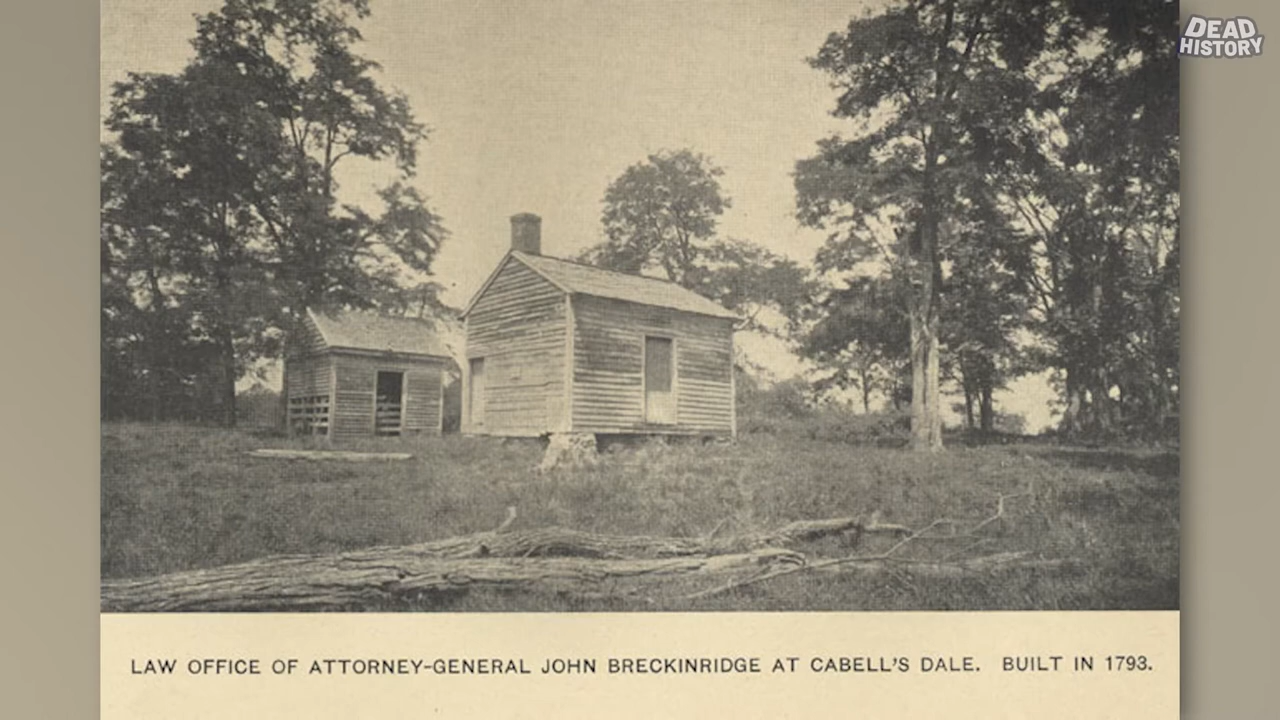 DEAD
HISTORY
LAW OFFICE OF ATTORNEY-GENERAL JOHN BRECKINRIDGE AT CABELL'S DALE. BUILT IN 1793.